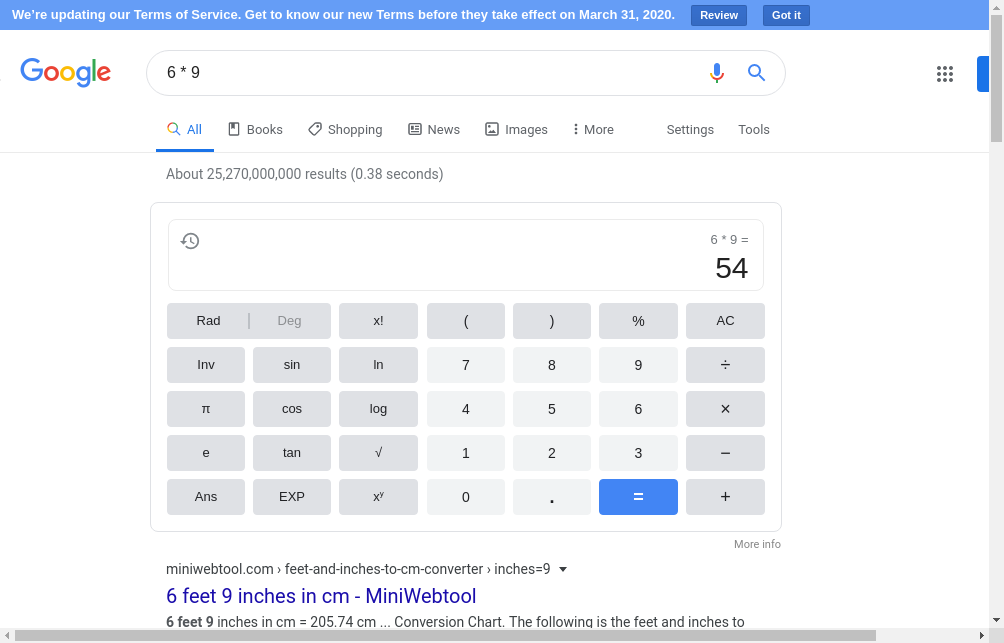 We're updating our Terms of Service. Get to know our new Terms before they take effect on March 31, 2020. Review Got it
Google 6 * 9
All Books Shopping News Images More Settings Tools
About 25,270,000,000 results (0.38 seconds)
6 * 9 =
54
Rad Deg x! ( ) % AC
Inv sin ln 7 8 9 ÷
π cos log 4 5 6 ×
e tan √ 1 2 3 −
Ans EXP xʸ 0 . = +
More info
miniwebtool.com › feet-and-inches-to-cm-converter › inches=9
6 feet 9 inches in cm - MiniWebtool
6 feet 9 inches in cm = 205.74 cm ... Conversion Chart. The following is the feet and inches to